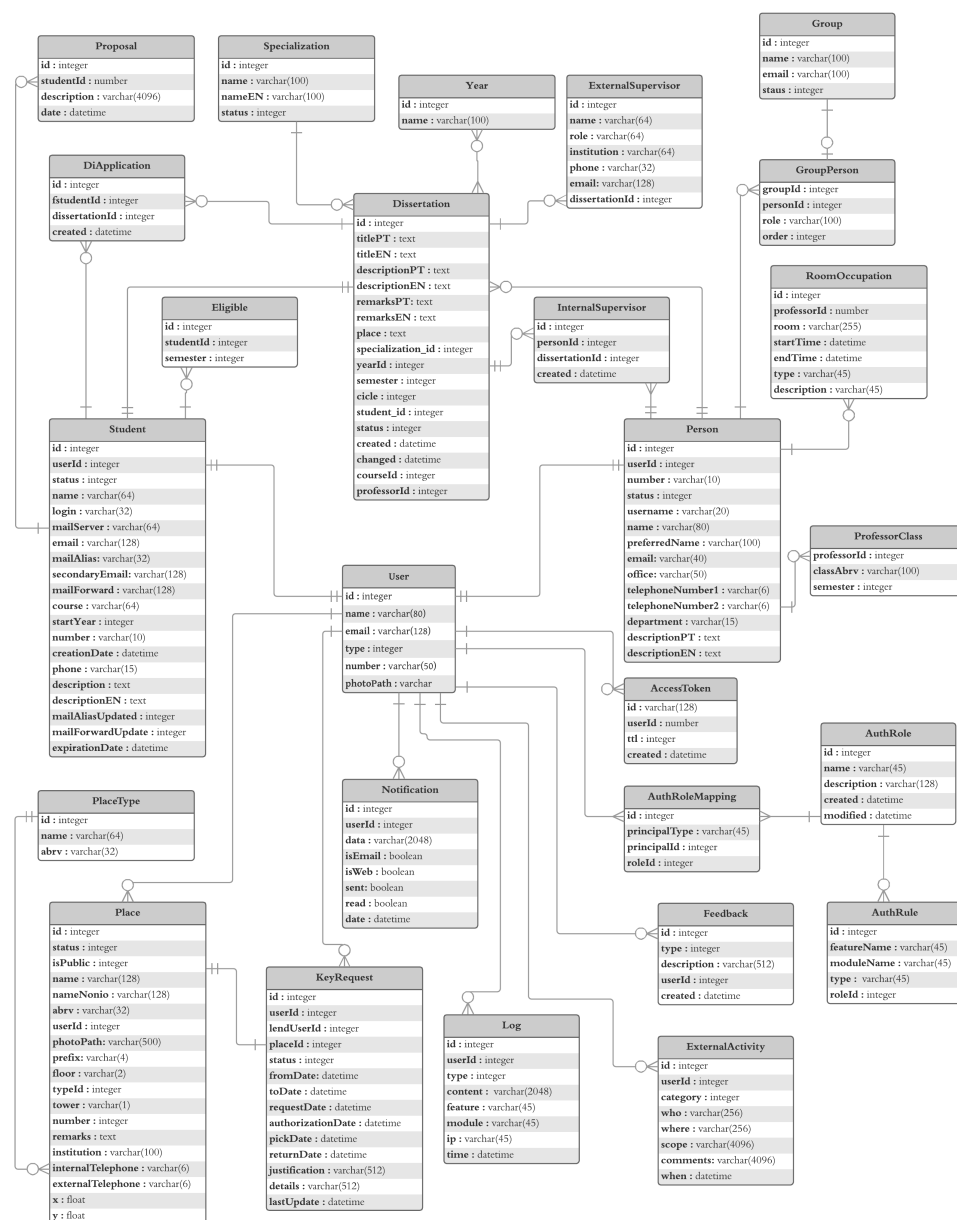 Proposal
id : integer
studentId : number
description : varchar(4096)
date : datetime
Specialization
id : integer
name : varchar(100)
nameEN : varchar(100)
status : integer
Year
id : integer
name : varchar(100)
ExternalSupervisor
id : integer
name : varchar(64)
role : varchar(64)
institution : varchar(64)
phone : varchar(32)
email: varchar(128)
dissertationId : integer
Group
id : integer
name : varchar(100)
email : varchar(100)
staus : integer
DiApplication
id : integer
fstudentId : integer
dissertationId : integer
created : datetime
Dissertation
id : integer
titlePT : text
titleEN : text
descriptionPT : text
descriptionEN : text
remarksPT: text
remarksEN : text
place : text
specialization_id : integer
yearId : integer
semester : integer
cicle : integer
student_id : integer
status : integer
created : datetime
changed : datetime
courseId : integer
professorId : integer
GroupPerson
groupId : integer
personId : integer
role : varchar(100)
order : integer
Eligible
id : integer
studentId : integer
semester : integer
InternalSupervisor
id : integer
personId : integer
dissertationId : integer
created : datetime
RoomOccupation
id : integer
professorId : number
room : varchar(255)
startTime : datetime
endTime : datetime
type : varchar(45)
description : varchar(45)
Student
id : integer
userId : integer
status : integer
name : varchar(64)
login : varchar(32)
mailServer : varchar(64)
email : varchar(128)
mailAlias: varchar(32)
secondaryEmail: varchar(128)
mailForward : varchar(128)
course : varchar(64)
startYear : integer
number : varchar(10)
creationDate : datetime
phone : varchar(15)
description : text
descriptionEN : text
mailAliasUpdated : integer
mailForwardUpdate : integer
expirationDate : datetime
Person
id : integer
userId : integer
number : varchar(10)
status : integer
username : varchar(20)
name : varchar(80)
preferredName : varchar(100)
email: varchar(40)
office: varchar(50)
telephoneNumber1 : varchar(6)
telephoneNumber2 : varchar(6)
department : varchar(15)
descriptionPT : text
descriptionEN : text
ProfessorClass
professorId : integer
classAbrv : varchar(100)
semester : integer
User
id : integer
name : varchar(80)
email : varchar(128)
type : integer
number : varchar(50)
photoPath : varchar
AccessToken
id : varchar(128)
userId : number
ttl : integer
created : datetime
AuthRole
id : integer
name : varchar(45)
description : varchar(128)
created : datetime
modified : datetime
PlaceType
id : integer
name : varchar(64)
abrv : varchar(32)
Notification
id : integer
userId : integer
data : varchar(2048)
isEmail : boolean
isWeb : boolean
sent: boolean
read : boolean
date : datetime
AuthRoleMapping
id : integer
principalType : varchar(45)
principalId : integer
roleId : integer
Place
id : integer
status : integer
isPublic : integer
name : varchar(128)
nameNonio : varchar(128)
abrv : varchar(32)
userId : integer
photoPath : varchar(500)
prefix: varchar(4)
floor : varchar(2)
typeId : integer
tower : varchar(1)
number : integer
remarks : text
institution : varchar(100)
internalTelephone : varchar(6)
externalTelephone : varchar(6)
x : float
y : float
KeyRequest
id : integer
userId : integer
lendUserId : integer
placeId : integer
status : integer
fromDate: datetime
toDate : datetime
requestDate : datetime
authorizationDate : datetime
pickDate : datetime
returnDate : datetime
justification : varchar(512)
details : varchar(512)
lastUpdate : datetime
Log
id : integer
userId : integer
type : integer
content : varchar(2048)
feature : varchar(45)
module : varchar(45)
ip : varchar(45)
time : datetime
Feedback
id : integer
type : integer
description : varchar(512)
userId : integer
created : datetime
AuthRule
id : integer
featureName : varchar(45)
moduleName : varchar(45)
type : varchar(45)
roleId : integer
ExternalActivity
id : integer
userId : integer
category : integer
who : varchar(256)
where : varchar(256)
scope : varchar(4096)
comments: varchar(4096)
when : datetime